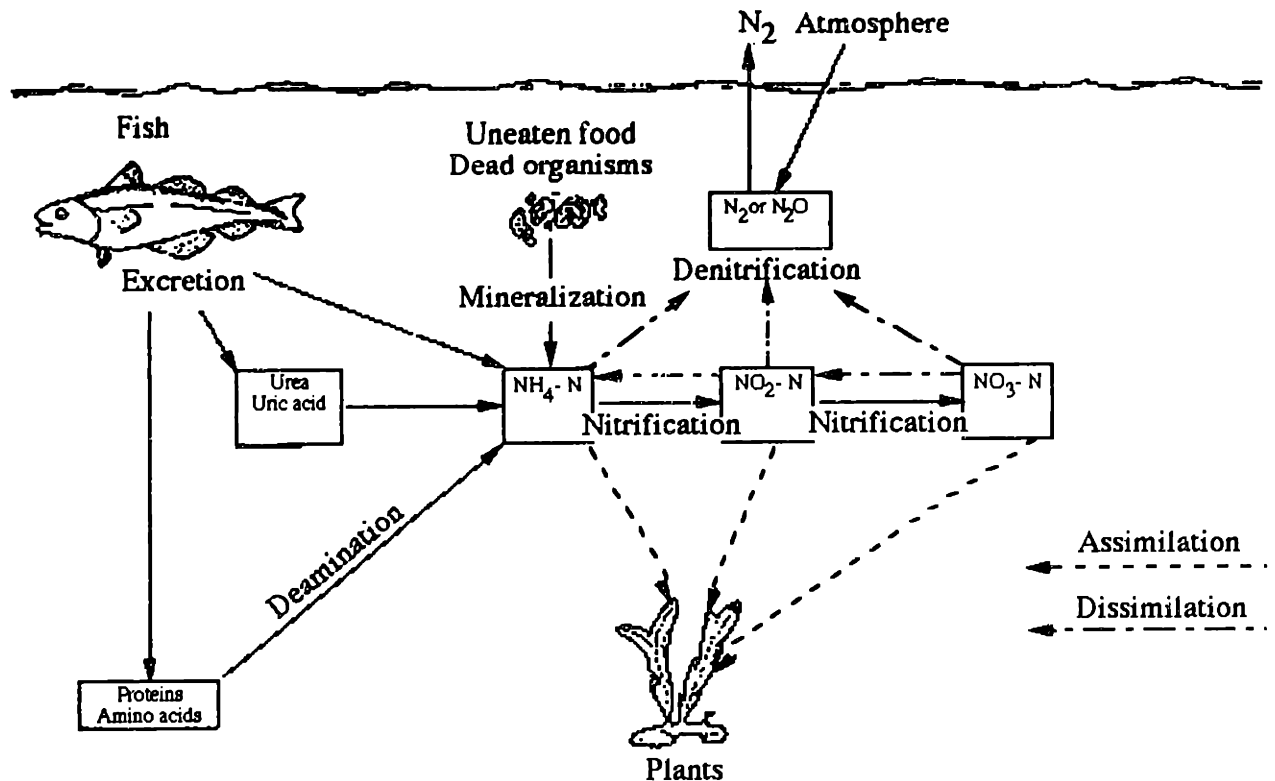 N2 Atmosphere
Fish
Uneaten food
Dead organisms
N2 or N2O
Denitrification
Excretion
Mineralization
Urea
Uric acid
NH4- N
NO2- N
NO3- N
Nitrification
Nitrification
Deamination
Assimilation
Dissimilation
Proteins
Amino acids
Plants